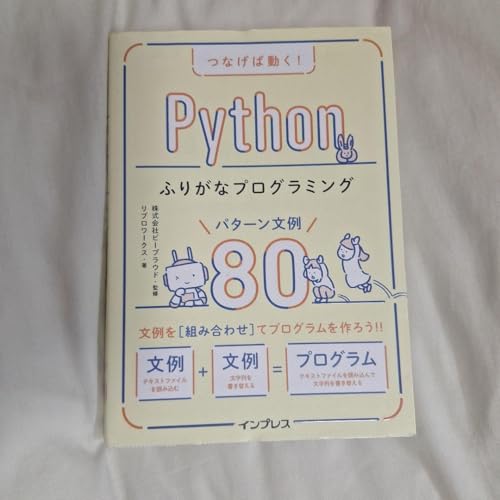 つなげば動く!
Python
ふりがなプログラミング
株式会社ビープラウド・監修
リブロワークス・著
パターン文例
80
文例を[組み合わせ]てプログラムを作ろう!!
文例 + 文例 = プログラム
テキストファイル
を読み込む
文字列を
書き替える
テキストファイルを読み込んで
文字列を書き替える
インプレス